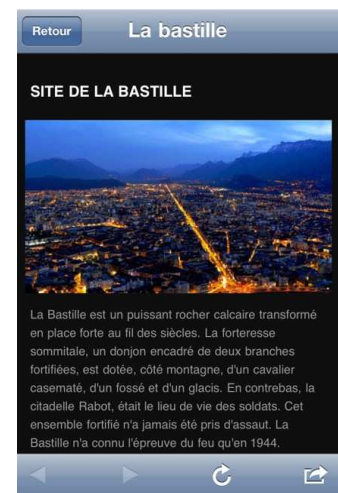 Retour
La bastille
SITE DE LA BASTILLE
La Bastille est un puissant rocher calcaire transformé
en place forte au fil des siècles. La forteresse
sommitale, un donjon encadré de deux branches
fortifiées, est dotée, côté montagne, d'un cavalier
casematé, d'un fossé et d'un glacis. En contrebas, la
citadelle Rabot, était le lieu de vie des soldats. Cet
ensemble fortifié n'a jamais été pris d'assaut. La
Bastille n'a connu l'épreuve du feu qu'en 1944.